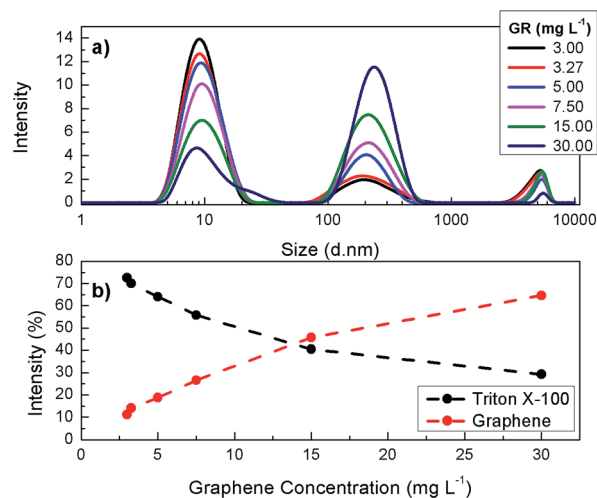 a)
GR (mg L⁻¹)
3.00
3.27
5.00
7.50
15.00
30.00
Intensity
14
12
10
8
6
4
2
0
1 10 100 1000 10000
Size (d.nm)
b)
Intensity (%)
80
70
60
50
40
30
20
10
0
Triton X-100
Graphene
0 5 10 15 20 25 30
Graphene Concentration (mg L⁻¹)